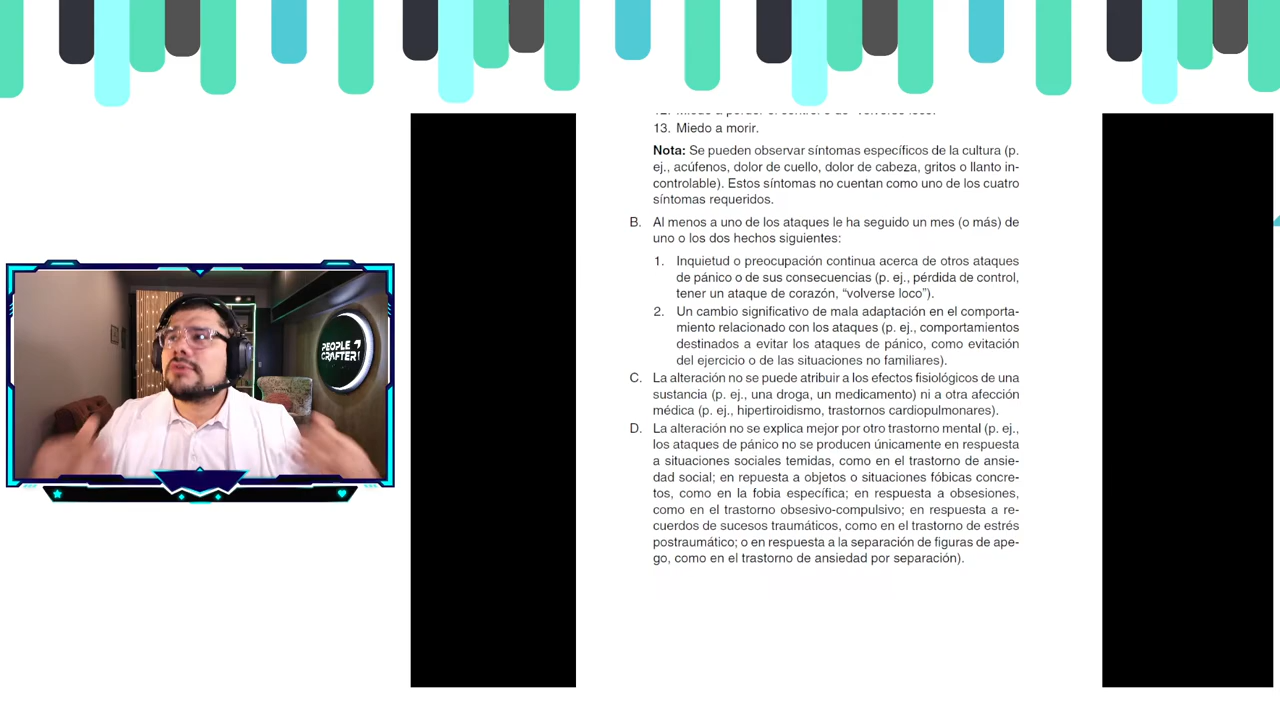 13. Miedo a morir.
Nota: Se pueden observar síntomas específicos de la cultura (p.
ej., acúfenos, dolor de cuello, dolor de cabeza, gritos o llanto in-
controlable). Estos síntomas no cuentan como uno de los cuatro
síntomas requeridos.
B. Al menos a uno de los ataques le ha seguido un mes (o más) de
uno o los dos hechos siguientes:
1. Inquietud o preocupación continua acerca de otros ataques
de pánico o de sus consecuencias (p. ej., pérdida de control,
tener un ataque de corazón, “volverse loco”).
2. Un cambio significativo de mala adaptación en el comporta-
miento relacionado con los ataques (p. ej., comportamientos
destinados a evitar los ataques de pánico, como evitación
del ejercicio o de las situaciones no familiares).
C. La alteración no se puede atribuir a los efectos fisiológicos de una
sustancia (p. ej., una droga, un medicamento) ni a otra afección
médica (p. ej., hipertiroidismo, trastornos cardiopulmonares).
D. La alteración no se explica mejor por otro trastorno mental (p. ej.,
los ataques de pánico no se producen únicamente en respuesta
a situaciones sociales temidas, como en el trastorno de ansie-
dad social; en repuesta a objetos o situaciones fóbicas concre-
tos, como en la fobia específica; en respuesta a obsesiones,
como en el trastorno obsesivo-compulsivo; en respuesta a re-
cuerdos de sucesos traumáticos, como en el trastorno de estrés
postraumático; o en respuesta a la separación de figuras de ape-
go, como en el trastorno de ansiedad por separación).
PEOPLE
CRAFTER